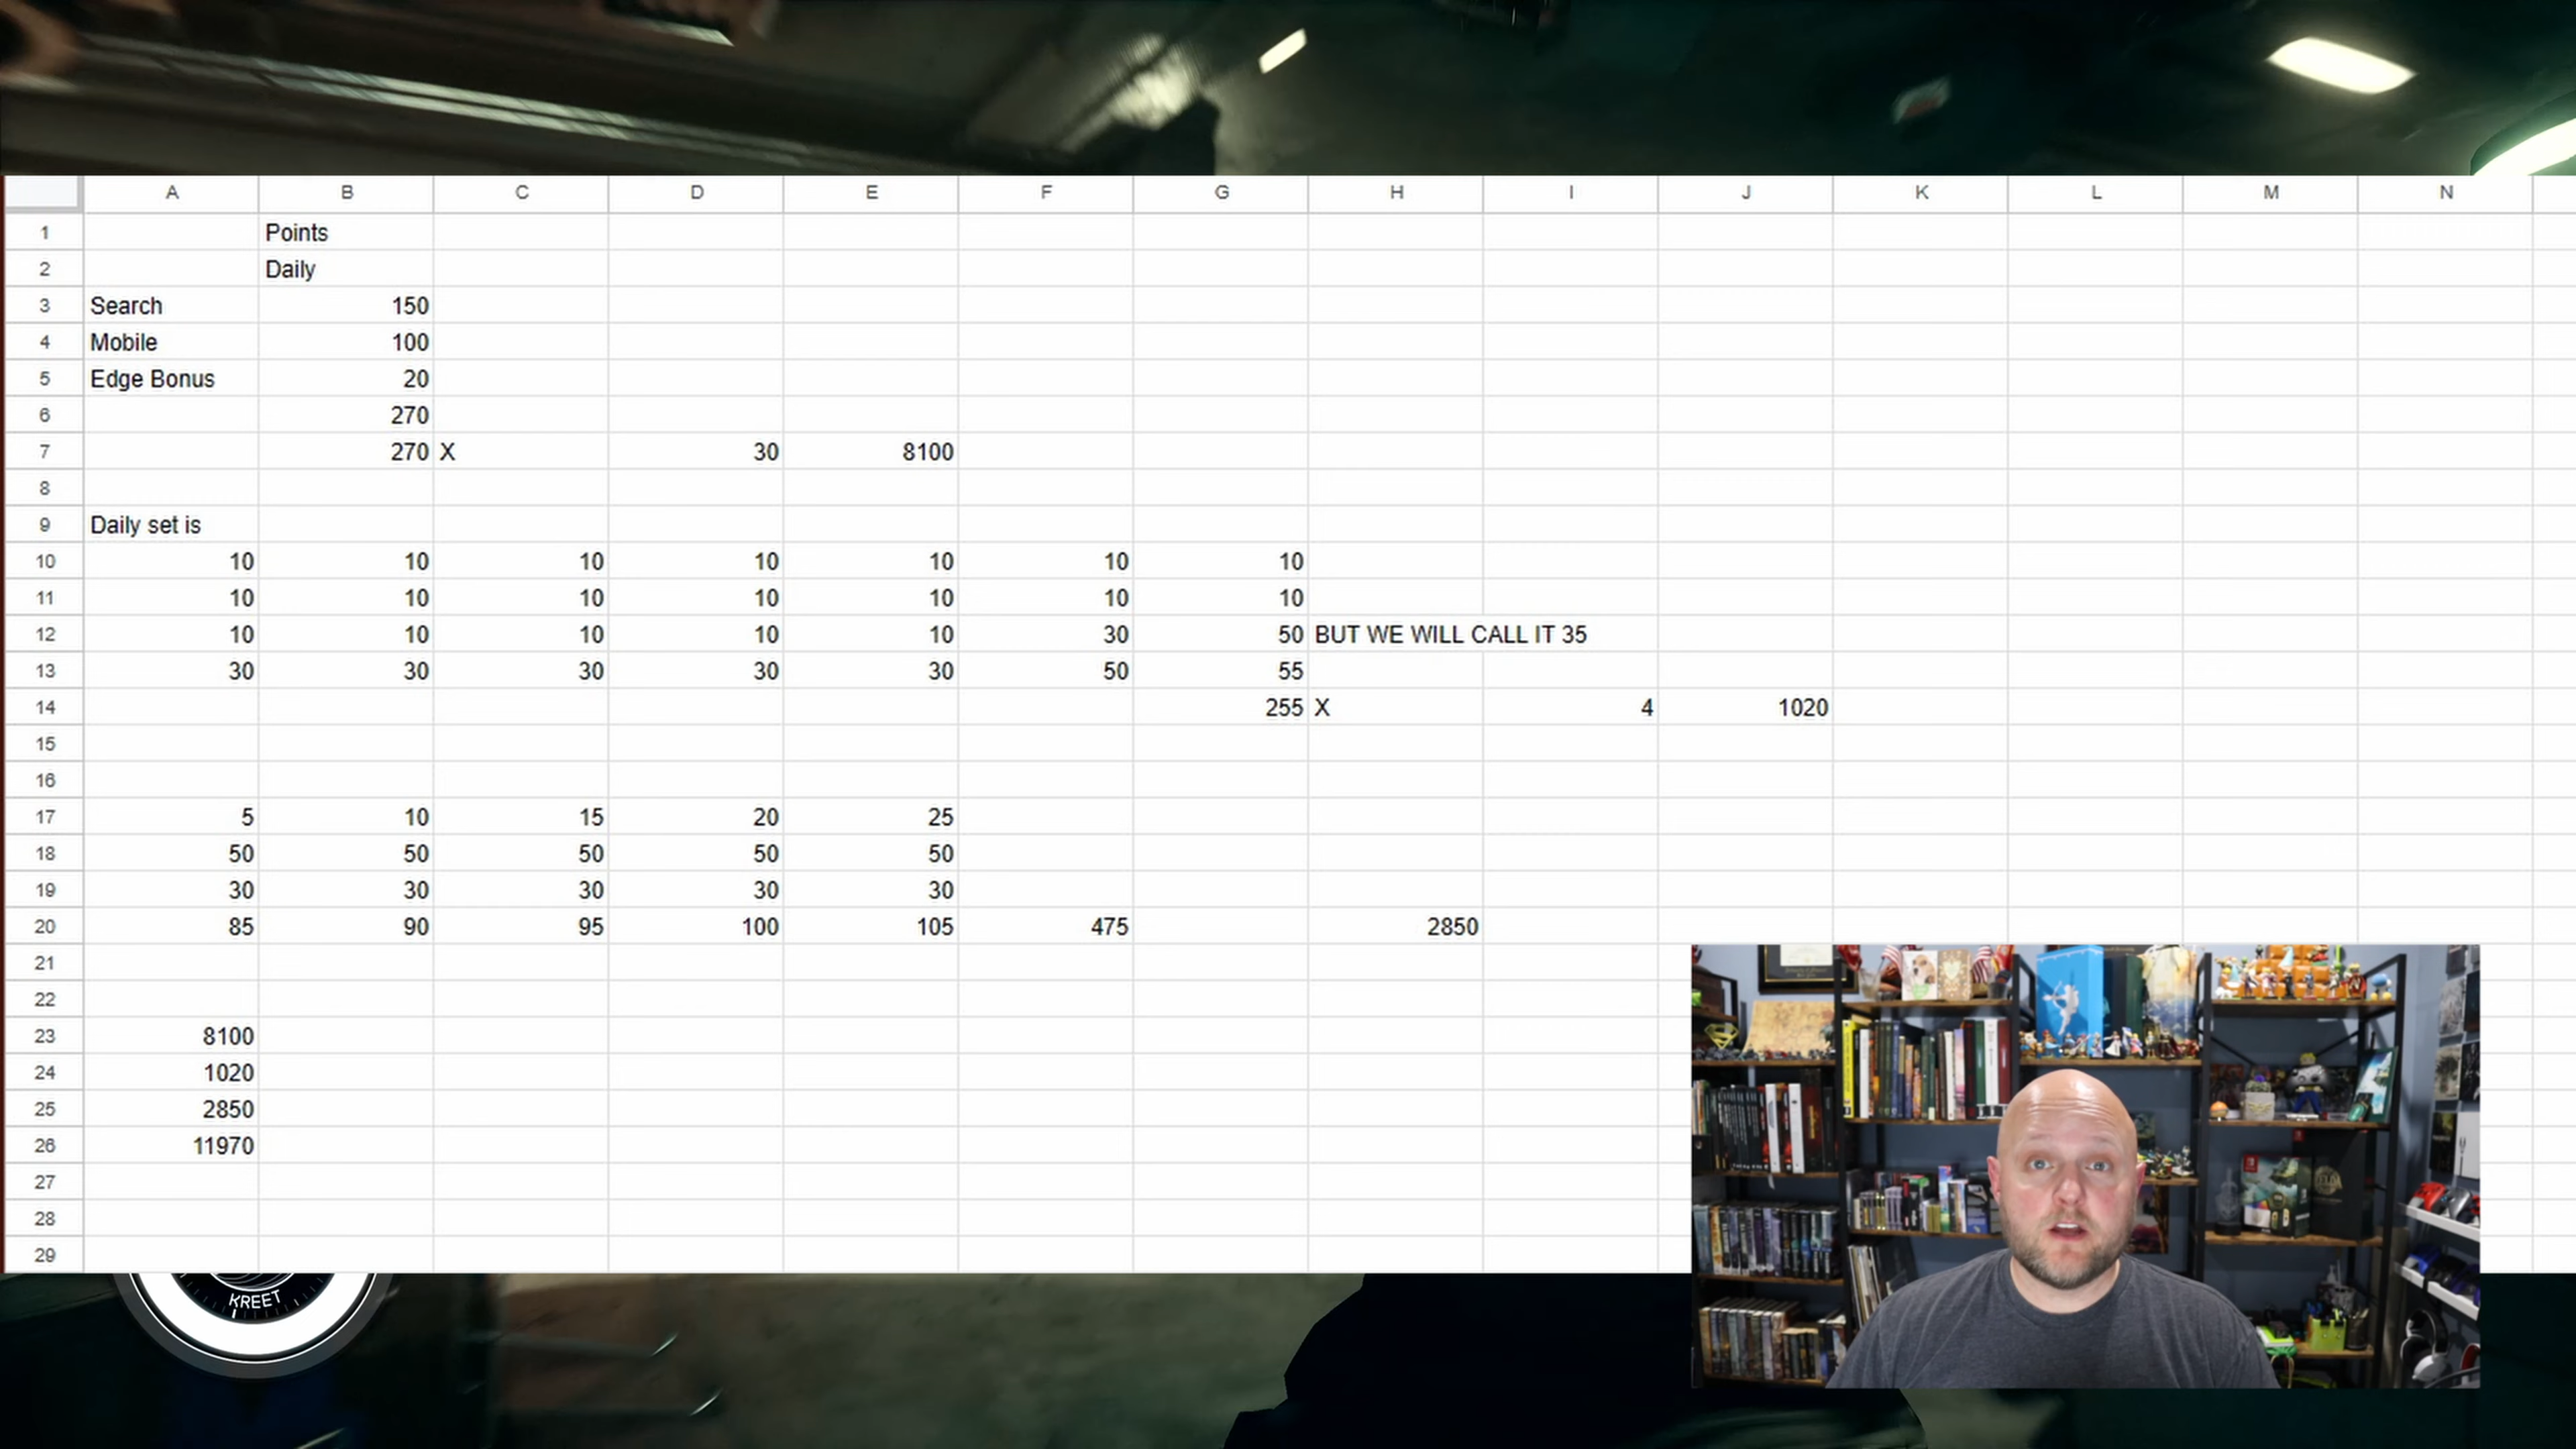 A B C D E F G H I J K L M N
1 Points
2 Daily
3 Search 150
4 Mobile 100
5 Edge Bonus 20
6 270
7 270 X 30 8100
8
9 Daily set is
10 10 10 10 10 10 10 10
11 10 10 10 10 10 10 10
12 10 10 10 10 10 30 50 BUT WE WILL CALL IT 35
13 30 30 30 30 30 50 55
14 255 X 4 1020
15
16
17 5 10 15 20 25
18 50 50 50 50 50
19 30 30 30 30 30
20 85 90 95 100 105 475 2850
21
22
23 8100
24 1020
25 2850
26 11970
27
28
29
KREET